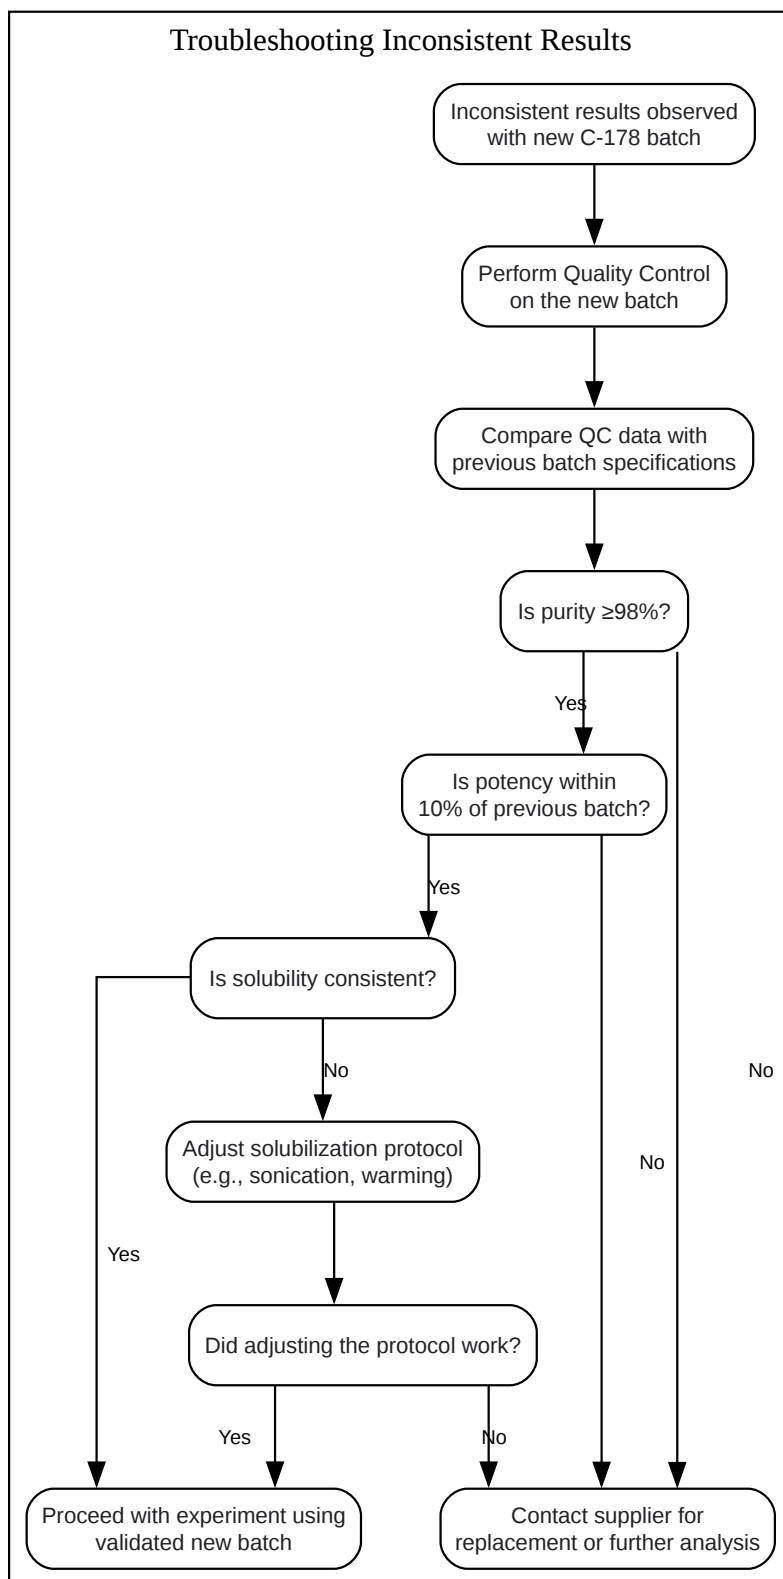 Troubleshooting Inconsistent Results
Inconsistent results observed
with new C-178 batch
Perform Quality Control
on the new batch
Compare QC data with
previous batch specifications
Is purity ≥98%?
Yes
Is potency within
10% of previous batch?
Yes
Is solubility consistent?
No
No
Adjust solubilization protocol
(e.g., sonication, warming)
No
Yes
Did adjusting the protocol work?
Yes
No
Proceed with experiment using
validated new batch
Contact supplier for
replacement or further analysis